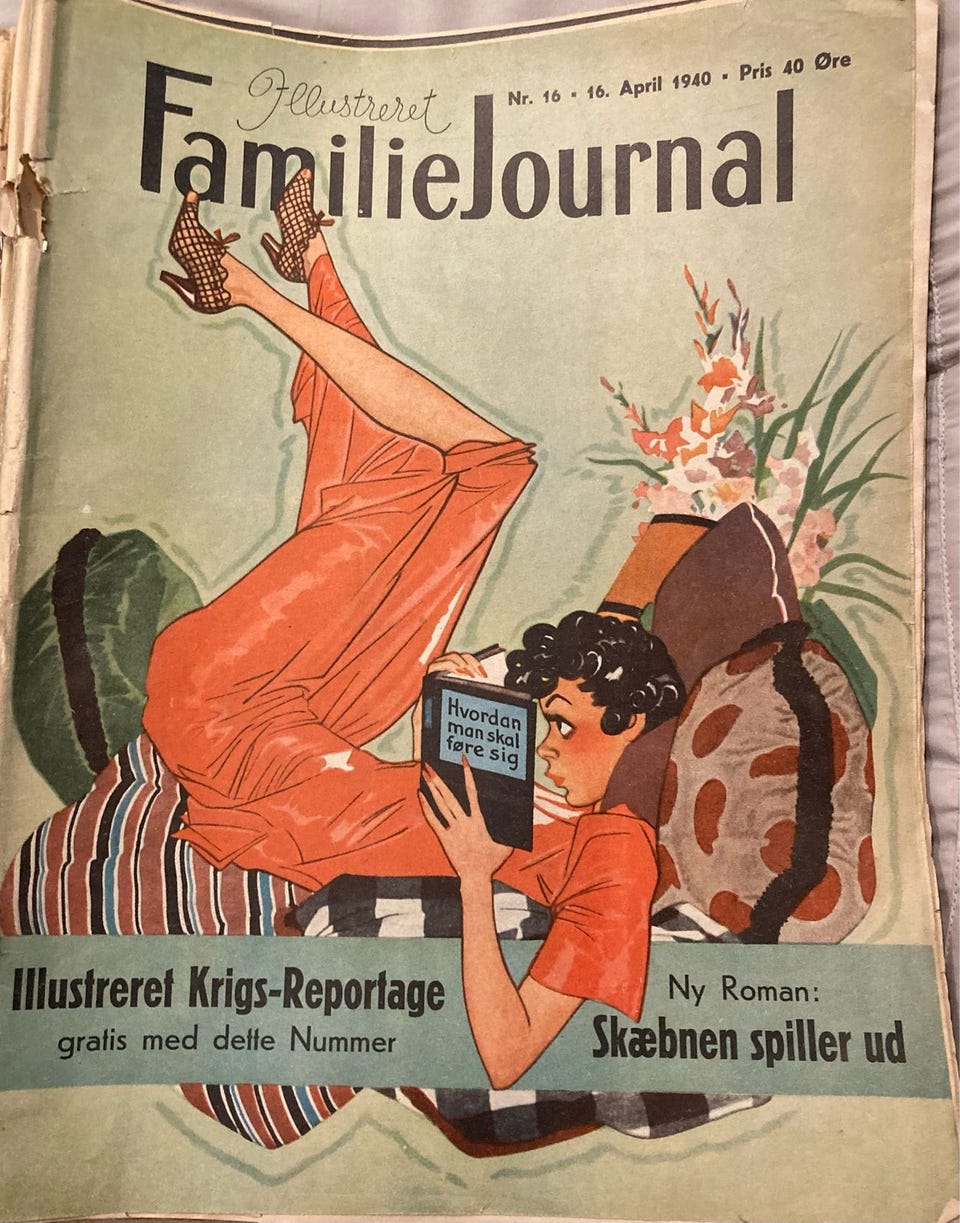 Illustreret
Nr. 16 · 16. April 1940 · Pris 40 Øre
FamilieJournal
Hvordan
man skal
føre sig
Illustreret Krigs-Reportage
gratis med dette Nummer
Ny Roman:
Skæbnen spiller ud